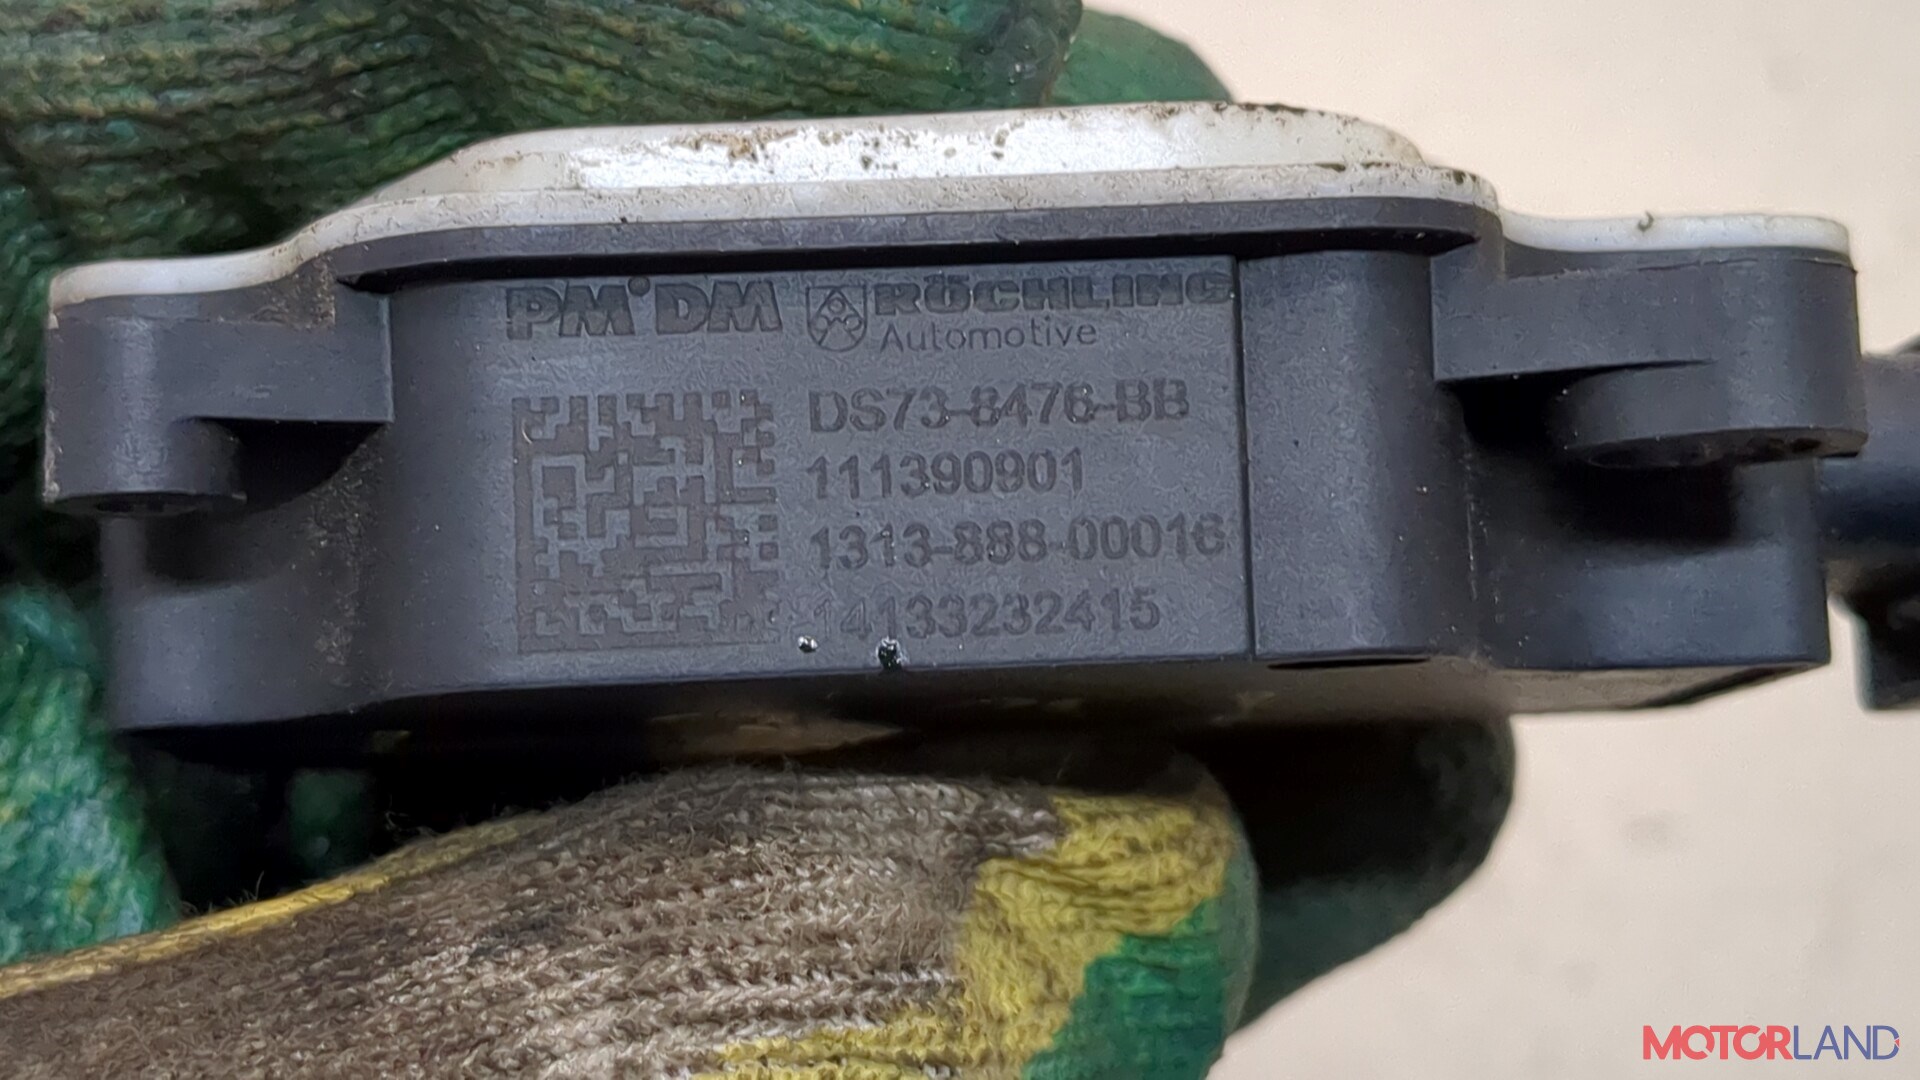 PM°DM RÖCHLING
Automotive
DS73-8476-BB
111390901
1313-888-00016
14133232415
MOTORLAND